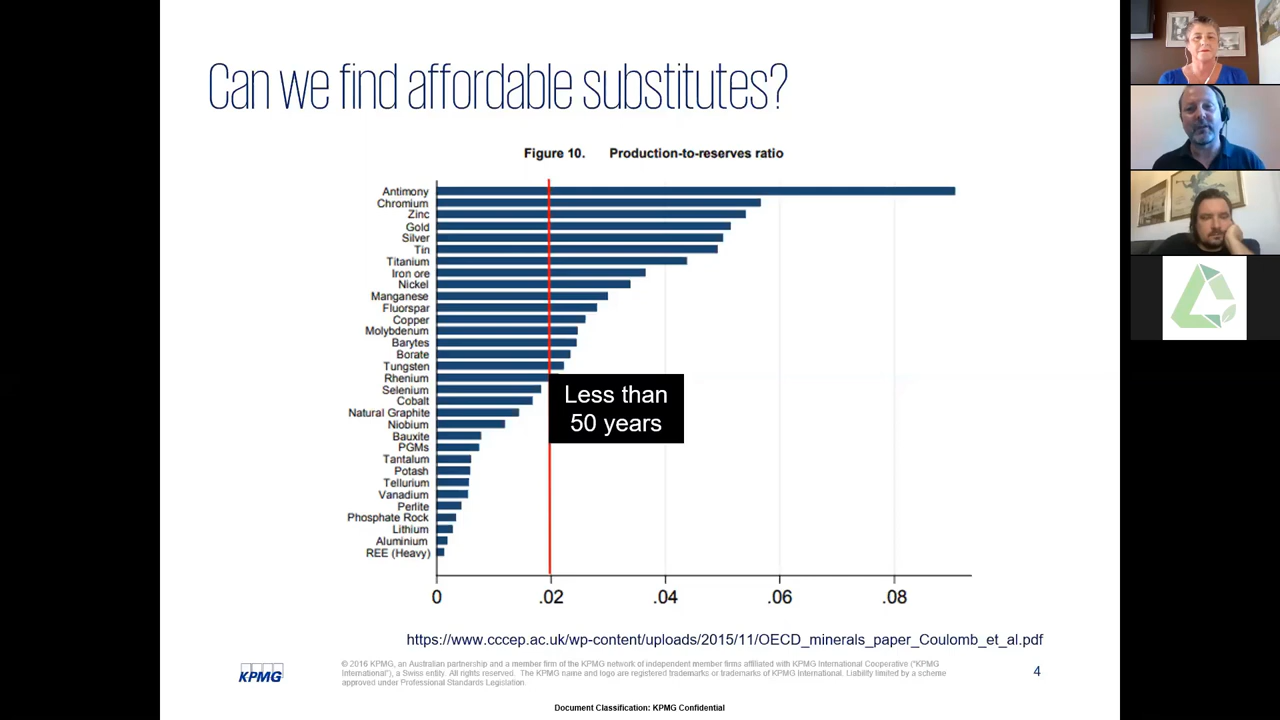 Can we find affordable substitutes?
Figure 10. Production-to-reserves ratio
Antimony
Chromium
Zinc
Gold
Silver
Tin
Titanium
Iron ore
Nickel
Manganese
Fluorspar
Copper
Molybdenum
Barytes
Borate
Tungsten
Rhenium
Selenium
Cobalt
Natural Graphite
Niobium
Bauxite
PGMs
Tantalum
Potash
Tellurium
Vanadium
Perlite
Phosphate Rock
Lithium
Aluminium
REE (Heavy)
Less than
50 years
0 .02 .04 .06 .08
https://www.cccep.ac.uk/wp-content/uploads/2015/11/OECD_minerals_paper_Coulomb_et_al.pdf
KPMG
© 2016 KPMG, an Australian partnership and a member firm of the KPMG network of independent member firms affiliated with KPMG International Cooperative ("KPMG
International"), a Swiss entity. All rights reserved. The KPMG name and logo are registered trademarks or trademarks of KPMG International. Liability limited by a scheme
approved under Professional Standards Legislation.
4
Document Classification: KPMG Confidential